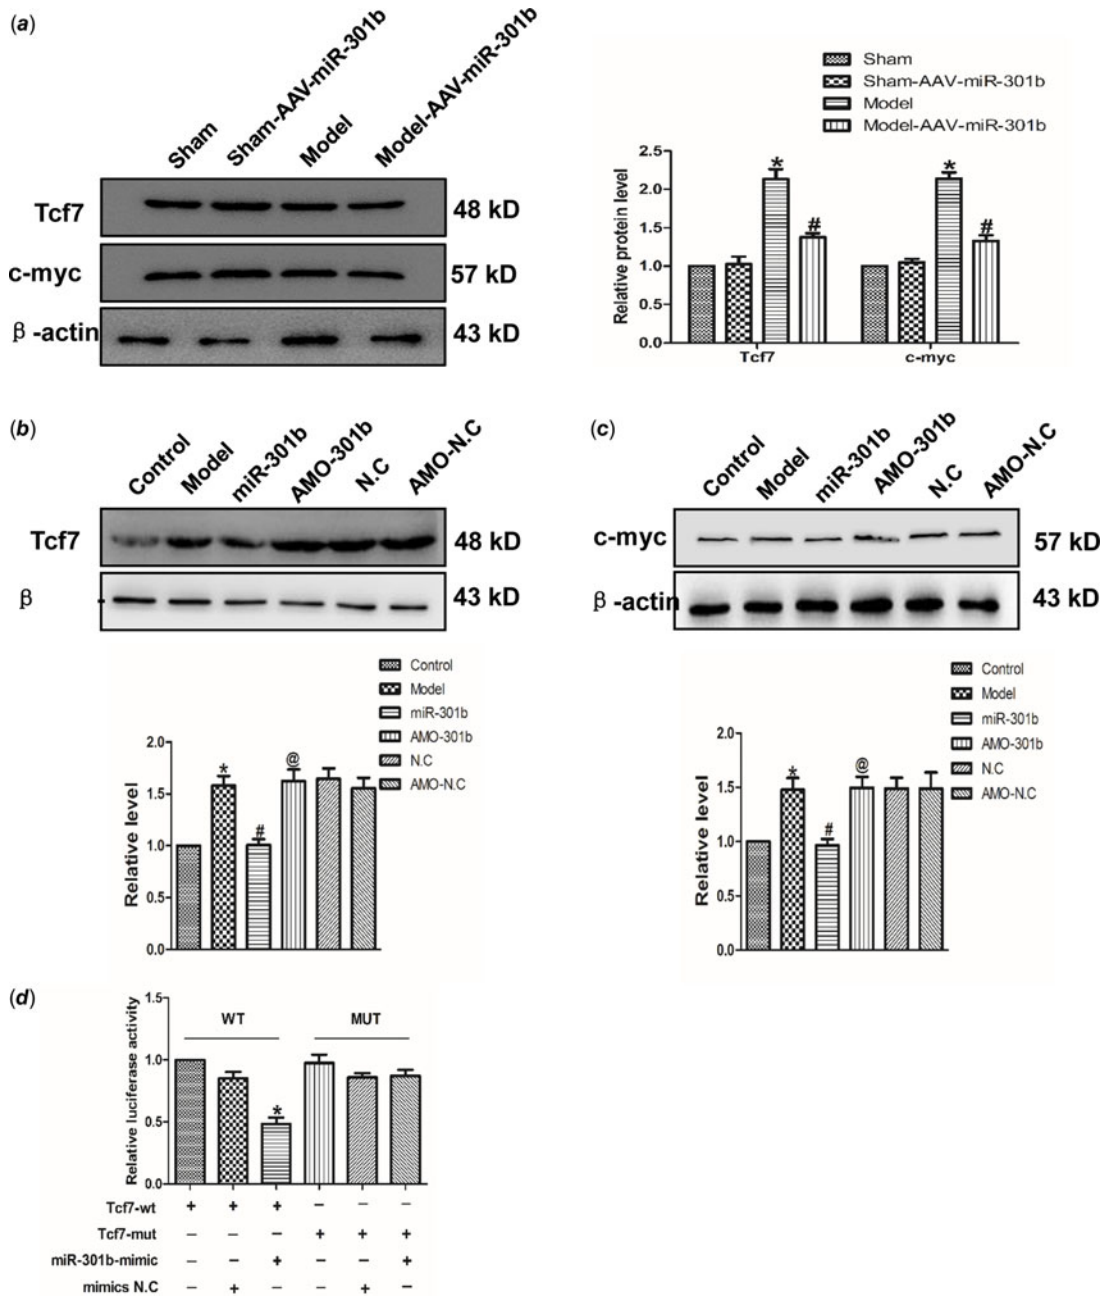 (a)
Sham
Sham-AAV-miR-301b
Model
Model-AAV-miR-301b
Tcf7
48 kD
c-myc
57 kD
β -actin
43 kD
Sham
Sham-AAV-miR-301b
Model
Model-AAV-miR-301b
Relative protein level
2.5
2.0
1.5
1.0
0.5
0.0
* # * #
Tcf7 c-myc
(b)
Control
Model
miR-301b
AMO-301b
N.C
AMO-N.C
Tcf7
48 kD
β
43 kD
Control
Model
miR-301b
AMO-301b
N.C
AMO-N.C
Relative level
2.0
1.5
1.0
0.5
0.0
* # @
(c)
Control
Model
miR-301b
AMO-301b
N.C
AMO-N.C
c-myc
57 kD
β -actin
43 kD
Control
Model
miR-301b
AMO-301b
N.C
AMO-N.C
Relative level
2.0
1.5
1.0
0.5
0.0
* # @
(d)
Relative luciferase activity
1.5
1.0
0.5
0.0
WT MUT
*
Tcf7-wt + + + – – –
Tcf7-mut – – – + + +
miR-301b-mimic – – + – – +
mimics N.C – + – – + –